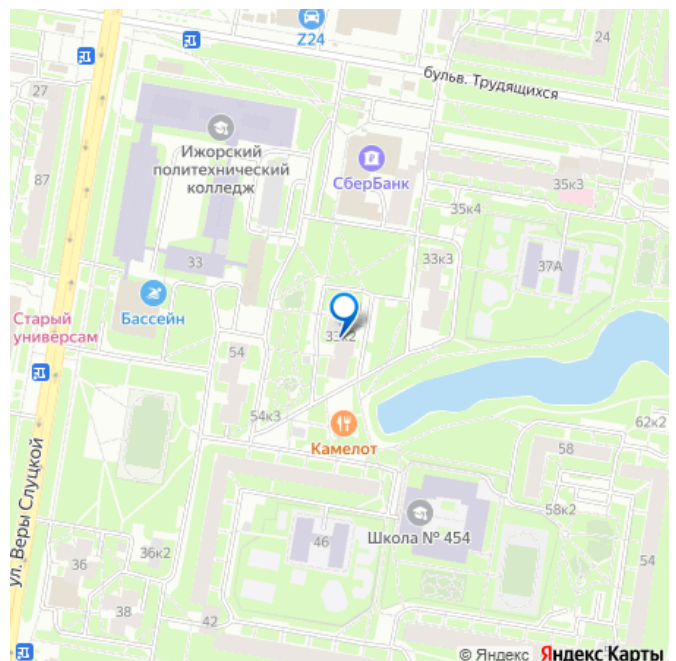 Z24
24
бульв. Трудящихся
27
Ижорский
политехнический
колледж
СберБанк
87
35к3
35к4
33
33к3
37А
Бассейн
Старый
универсам
33к2
54
54к3
Камелот
62к2
58
ул. Веры Слуцкой
58к2
Школа № 454
46
36к2
36
54
38
42
© Яндекс Яндекс Карты